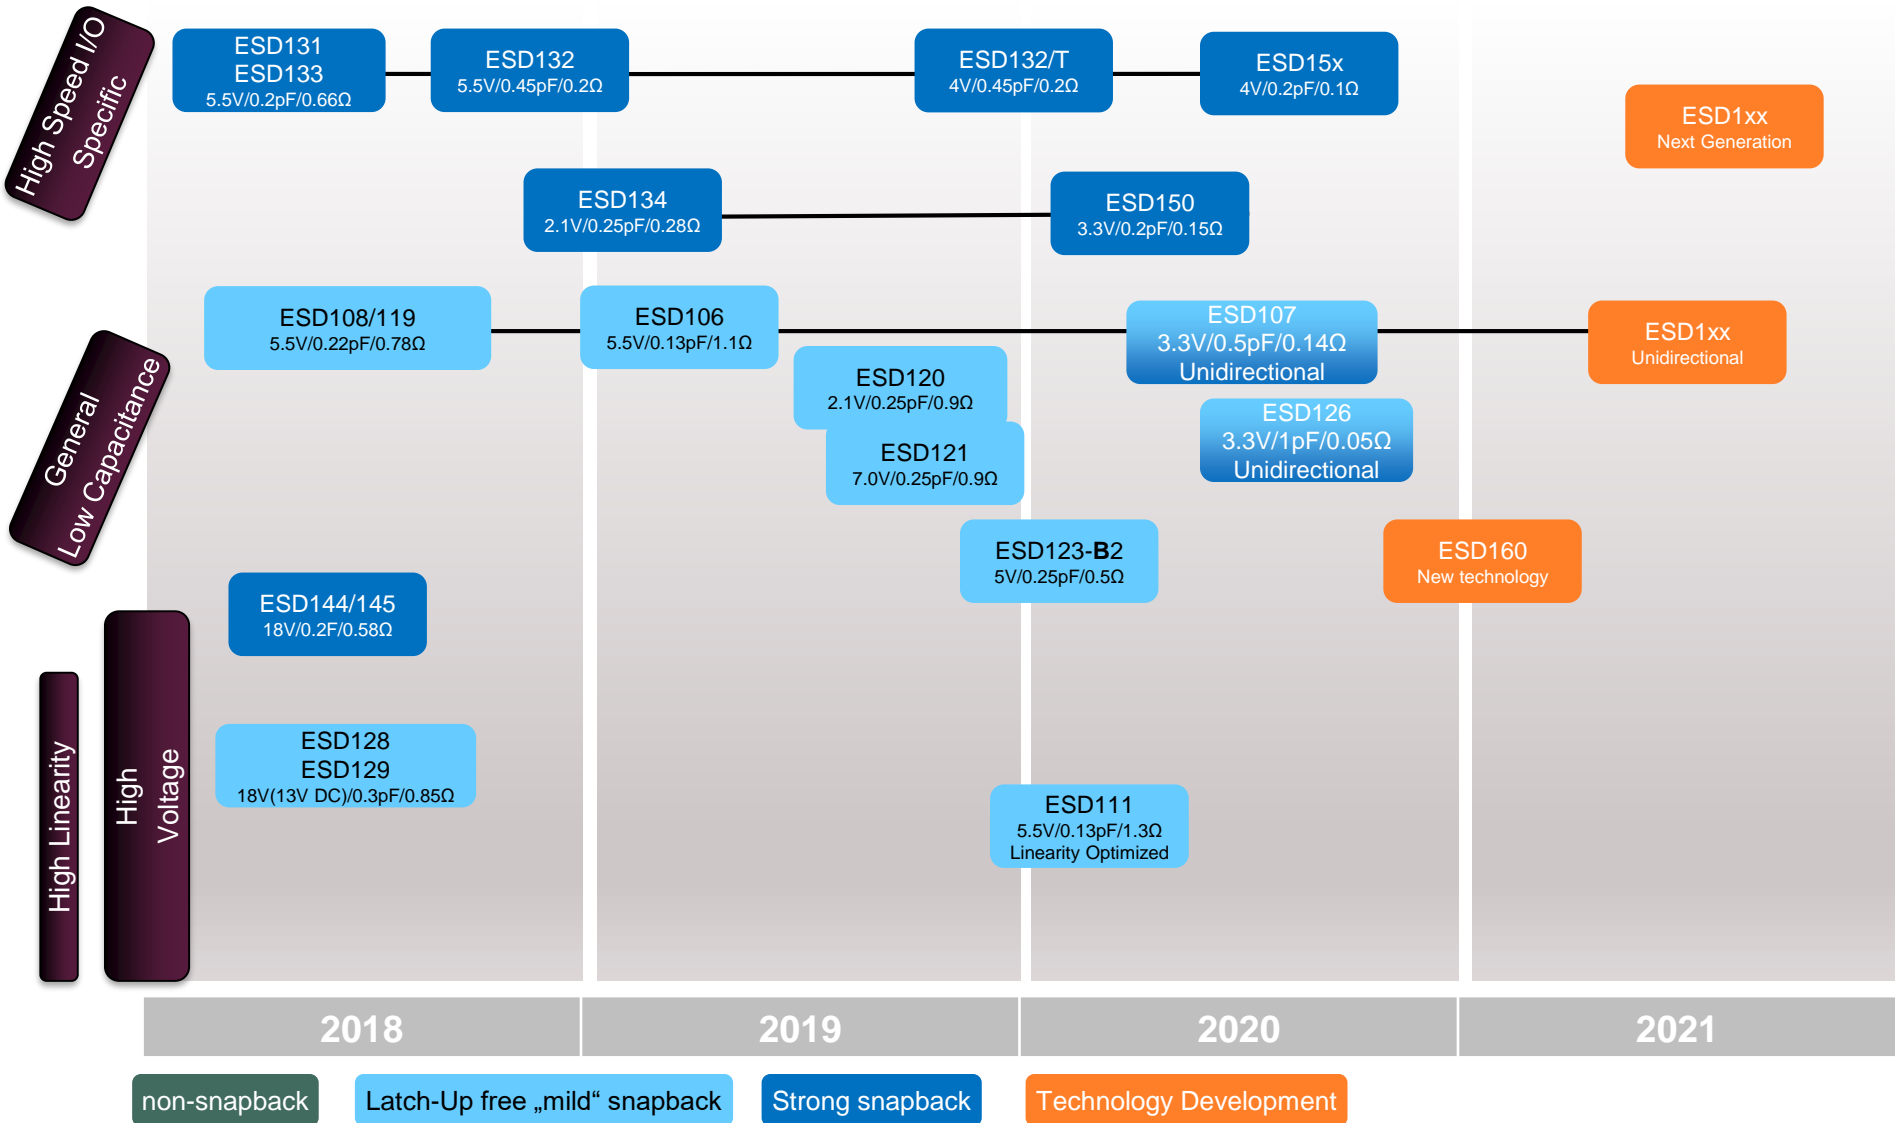 High Speed I/O
Specific
ESD131
ESD133
5.5V/0.2pF/0.66Ω
ESD132
5.5V/0.45pF/0.2Ω
ESD132/T
4V/0.45pF/0.2Ω
ESD15x
4V/0.2pF/0.1Ω
ESD1xx
Next Generation
ESD134
2.1V/0.25pF/0.28Ω
ESD150
3.3V/0.2pF/0.15Ω
General
Low Capacitance
ESD108/119
5.5V/0.22pF/0.78Ω
ESD106
5.5V/0.13pF/1.1Ω
ESD107
3.3V/0.5pF/0.14Ω
Unidirectional
ESD1xx
Unidirectional
ESD120
2.1V/0.25pF/0.9Ω
ESD121
7.0V/0.25pF/0.9Ω
ESD126
3.3V/1pF/0.05Ω
Unidirectional
ESD123-B2
5V/0.25pF/0.5Ω
ESD160
New technology
High Linearity
High
Voltage
ESD144/145
18V/0.2F/0.58Ω
ESD128
ESD129
18V(13V DC)/0.3pF/0.85Ω
ESD111
5.5V/0.13pF/1.3Ω
Linearity Optimized
2018
2019
2020
2021
non-snapback
Latch-Up free „mild“ snapback
Strong snapback
Technology Development